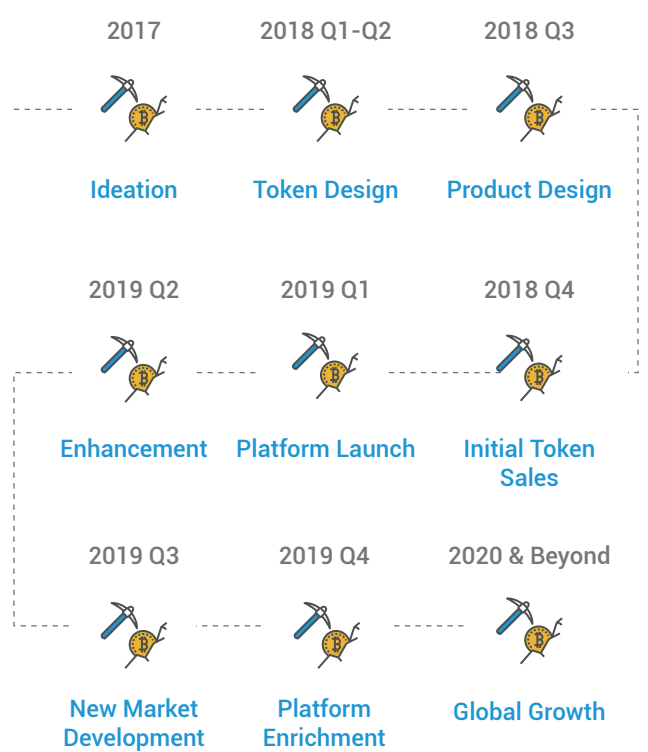 2017
2018 Q1-Q2
2018 Q3
Ideation
Token Design
Product Design
2019 Q2
2019 Q1
2018 Q4
Enhancement
Platform Launch
Initial Token
Sales
2019 Q3
2019 Q4
2020 & Beyond
New Market
Development
Platform
Enrichment
Global Growth